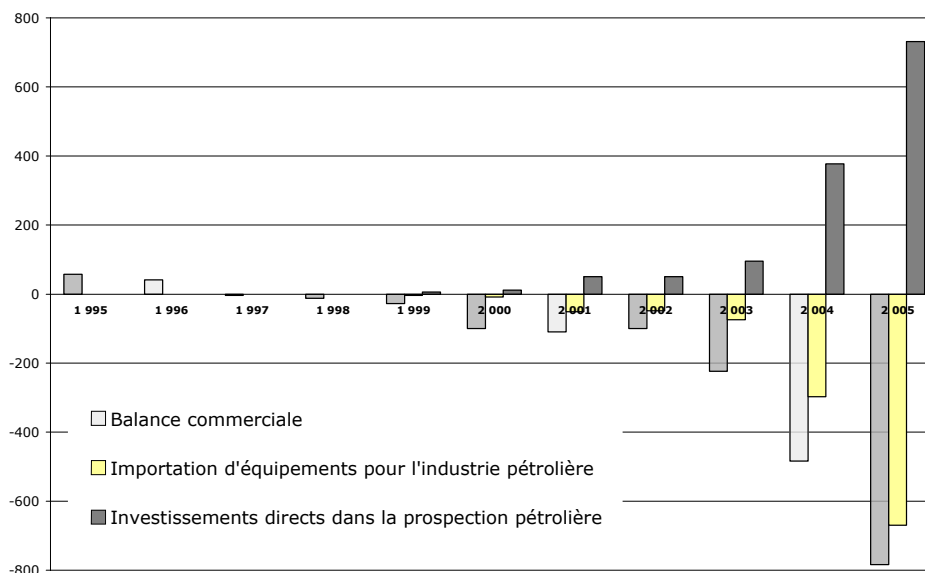 800
600
400
200
0
1 995 1 996 1 997 1 998 1 999 2 000 2 001 2 002 2 003 2 004 2 005
-200
-400
-600
-800
Balance commerciale
Importation d'équipements pour l'industrie pétrolière
Investissements directs dans la prospection pétrolière